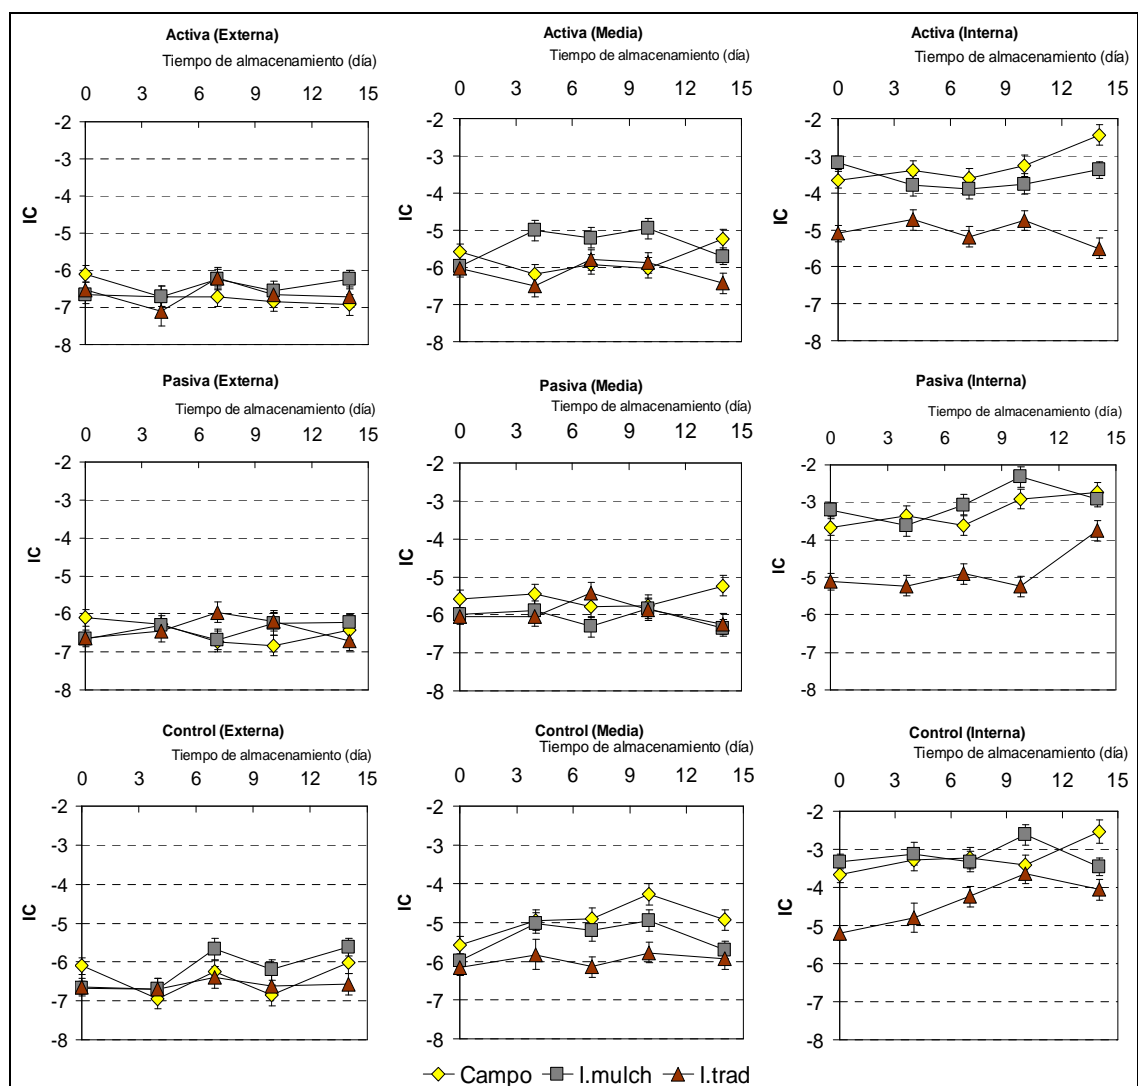 Activa (Externa)
Tiempo de almacenamiento (día)
0 3 6 9 12 15
-2
-3
-4
-5
-6
-7
-8
IC
Activa (Media)
Tiempo de almacenamiento (día)
0 3 6 9 12 15
-2
-3
-4
-5
-6
-7
-8
IC
Activa (Interna)
Tiempo de almacenamiento (día)
0 3 6 9 12 15
-2
-3
-4
-5
-6
-7
-8
IC
Pasiva (Externa)
Tiempo de almacenamiento (día)
0 3 6 9 12 15
-2
-3
-4
-5
-6
-7
-8
IC
Pasiva (Media)
Tiempo de almacenamiento (día)
0 3 6 9 12 15
-2
-3
-4
-5
-6
-7
-8
IC
Pasiva (Interna)
Tiempo de almacenamiento (día)
0 3 6 9 12 15
-2
-3
-4
-5
-6
-7
-8
IC
Control (Externa)
Tiempo de almacenamiento (día)
0 3 6 9 12 15
-2
-3
-4
-5
-6
-7
-8
IC
Control (Media)
Tiempo de almacenamiento (día)
0 3 6 9 12 15
-2
-3
-4
-5
-6
-7
-8
IC
Control (Interna)
Tiempo de almacenamiento (día)
0 3 6 9 12 15
-2
-3
-4
-5
-6
-7
-8
IC
Campo I.mulch I.trad